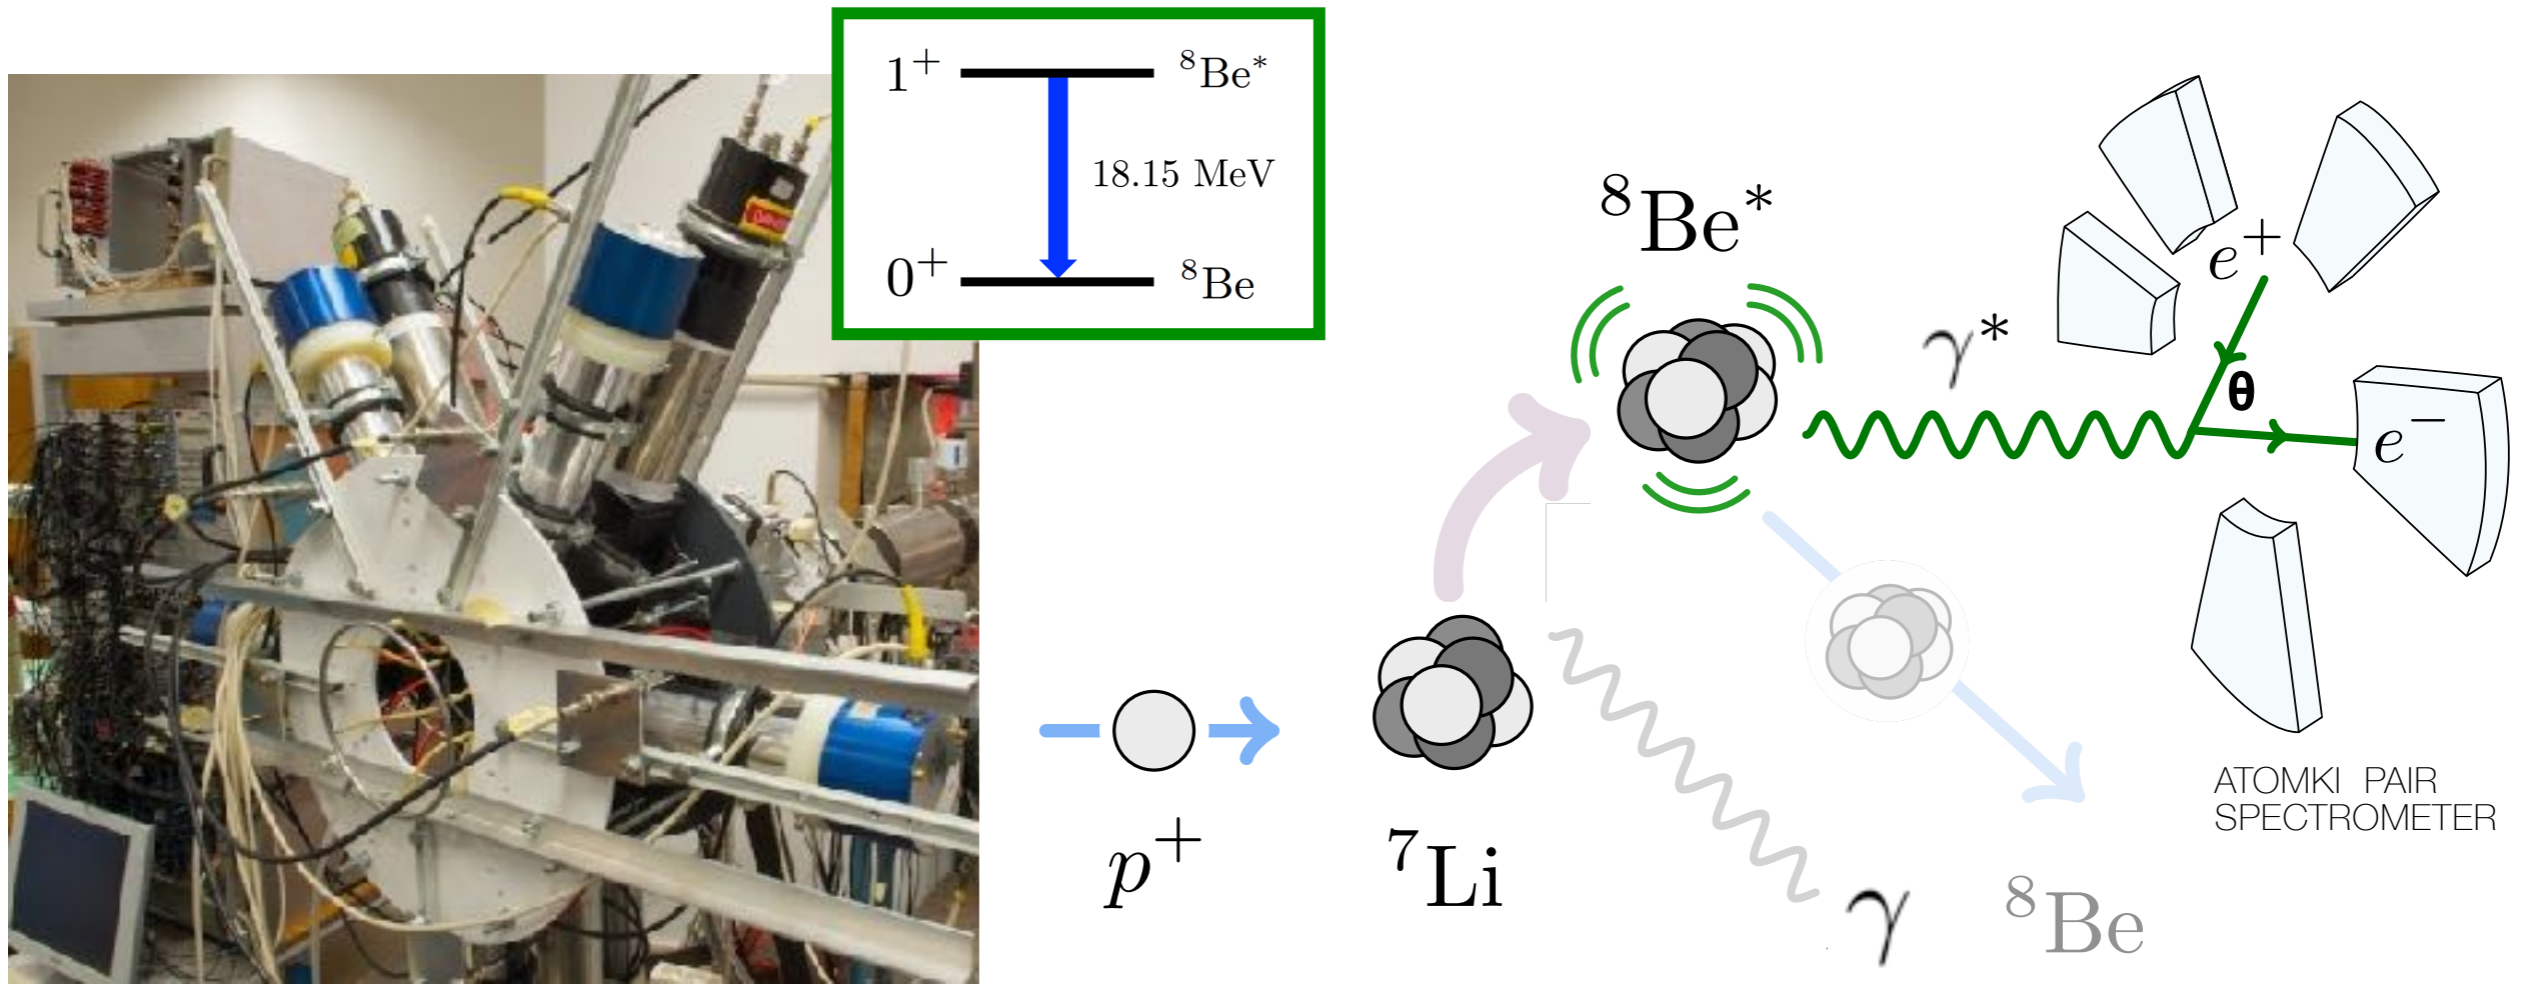 1⁺ ⁸Be*
18.15 MeV
0⁺ ⁸Be
⁸Be*
γ*
e⁺
θ
e⁻
p⁺
⁷Li
γ
⁸Be
ATOMKI PAIR
SPECTROMETER